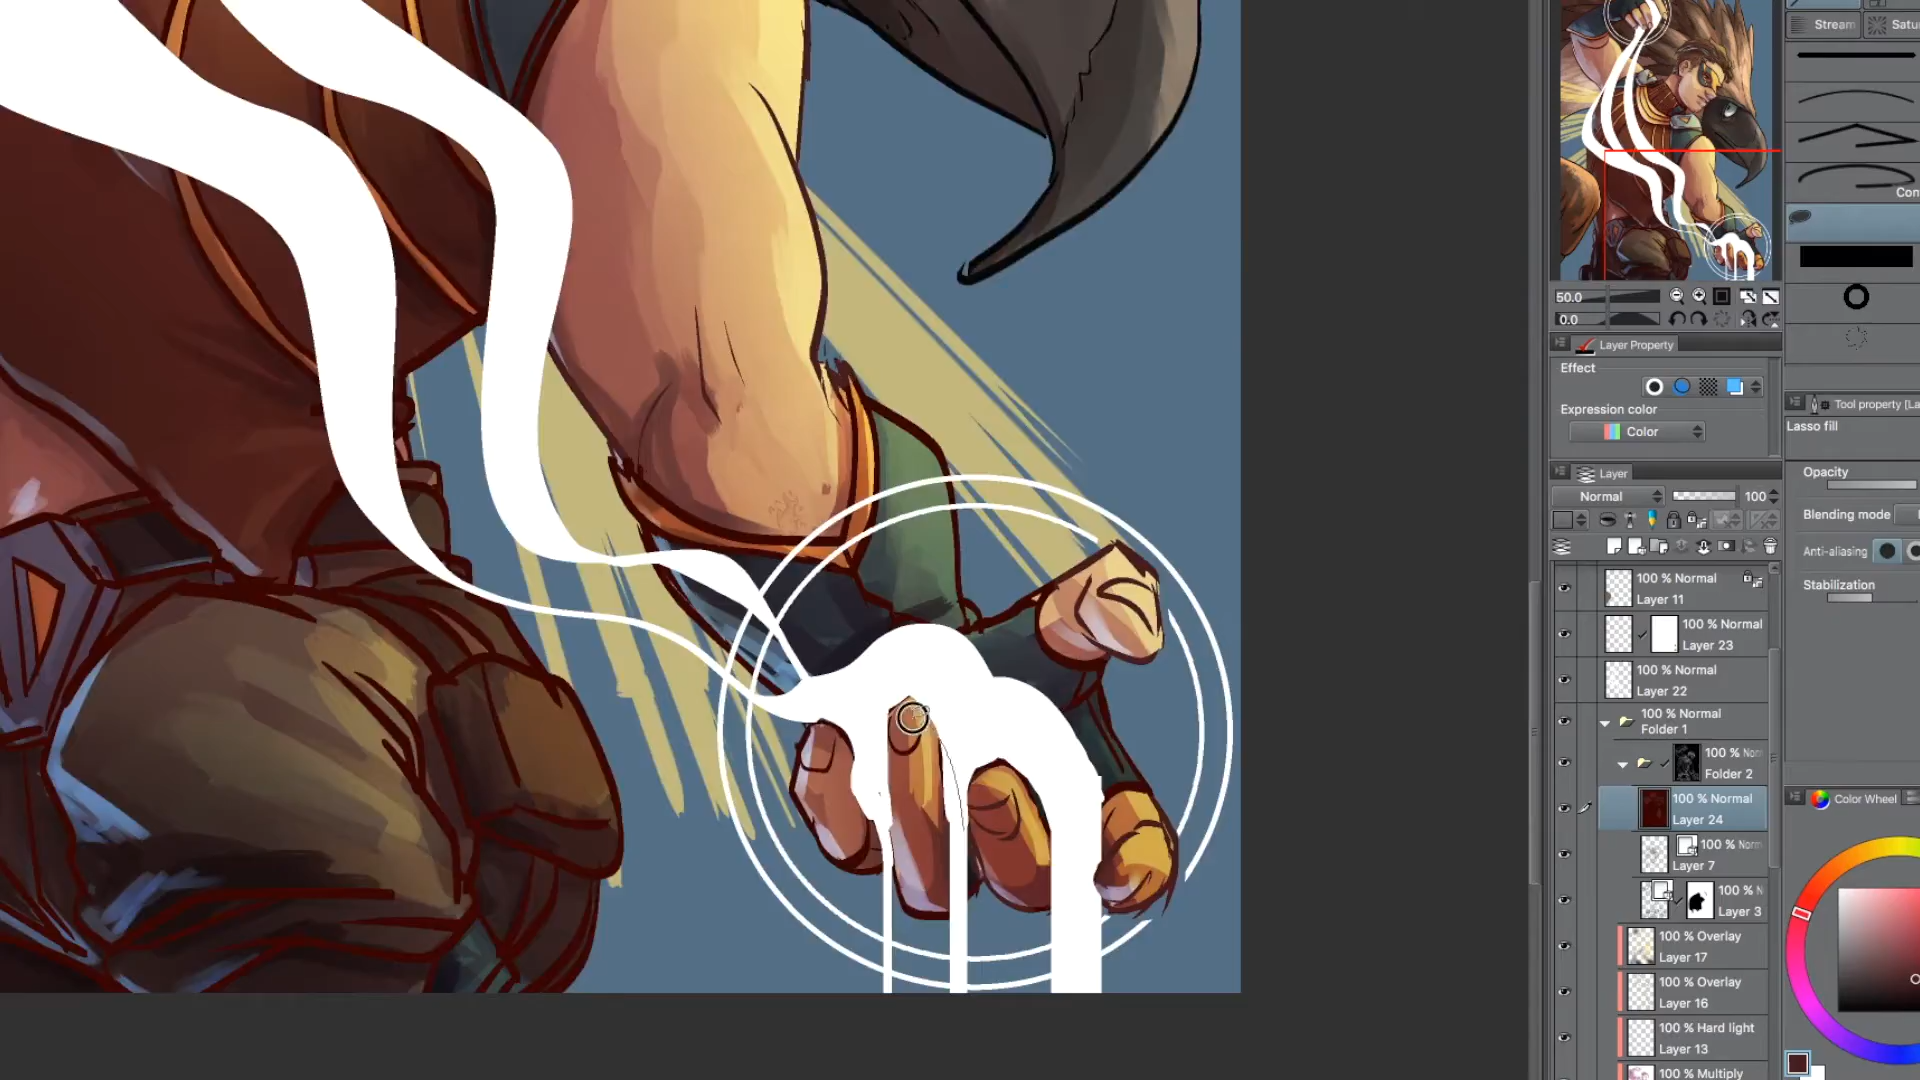 Stream
Satu
Con
50.0
0.0
Layer Property
Effect
Expression color
Color
Layer
Normal
100
100 % Normal
Layer 11
100 % Normal
Layer 23
100 % Normal
Layer 22
100 % Normal
Folder 1
100 % Norr
Folder 2
100 % Normal
Layer 24
100 % Norr
Layer 7
100 % N
Layer 3
100 % Overlay
Layer 17
100 % Overlay
Layer 16
100 % Hard light
Layer 13
100 % Multiply
Tool property [La
Lasso fill
Opacity
Blending mode
Anti-aliasing
Stabilization
Color Wheel